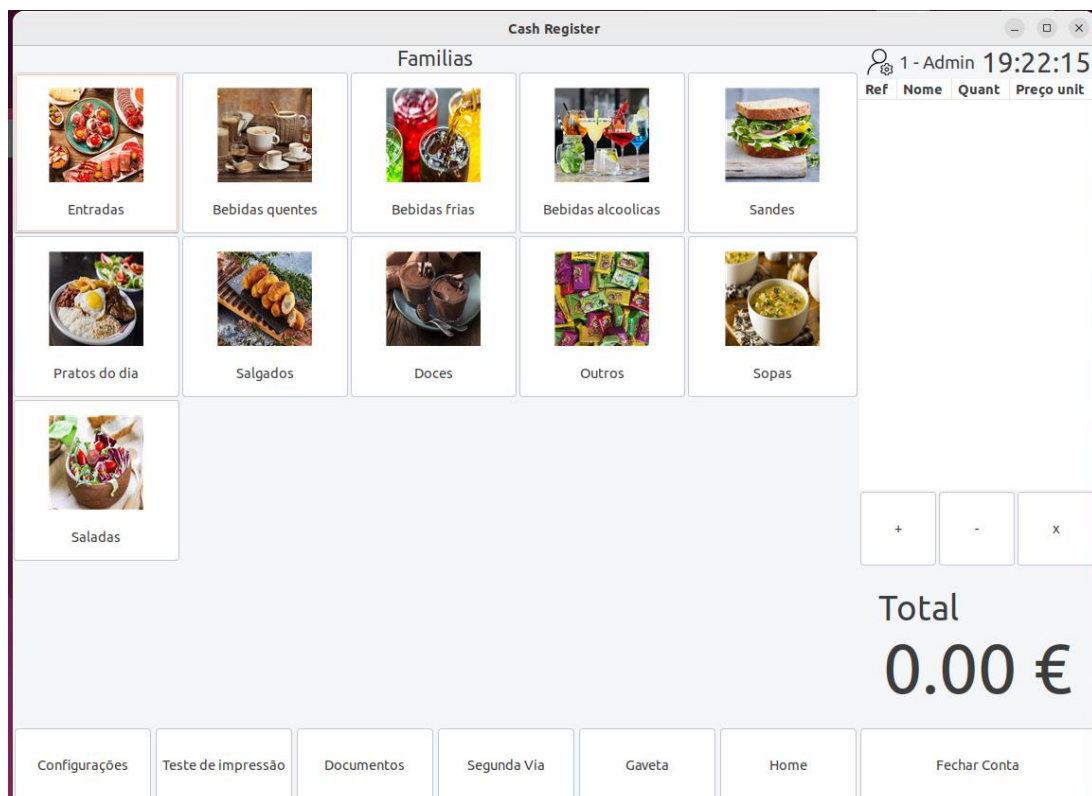 Cash Register
Familias
1 - Admin 19:22:15
Ref Nome Quant Preço unit
Entradas
Bebidas quentes
Bebidas frias
Bebidas alcoolicas
Sandes
Pratos do dia
Salgados
Doces
Outros
Sopas
Saladas
+ - x
Total
0.00 €
Configurações
Teste de impressão
Documentos
Segunda Via
Gaveta
Home
Fechar Conta